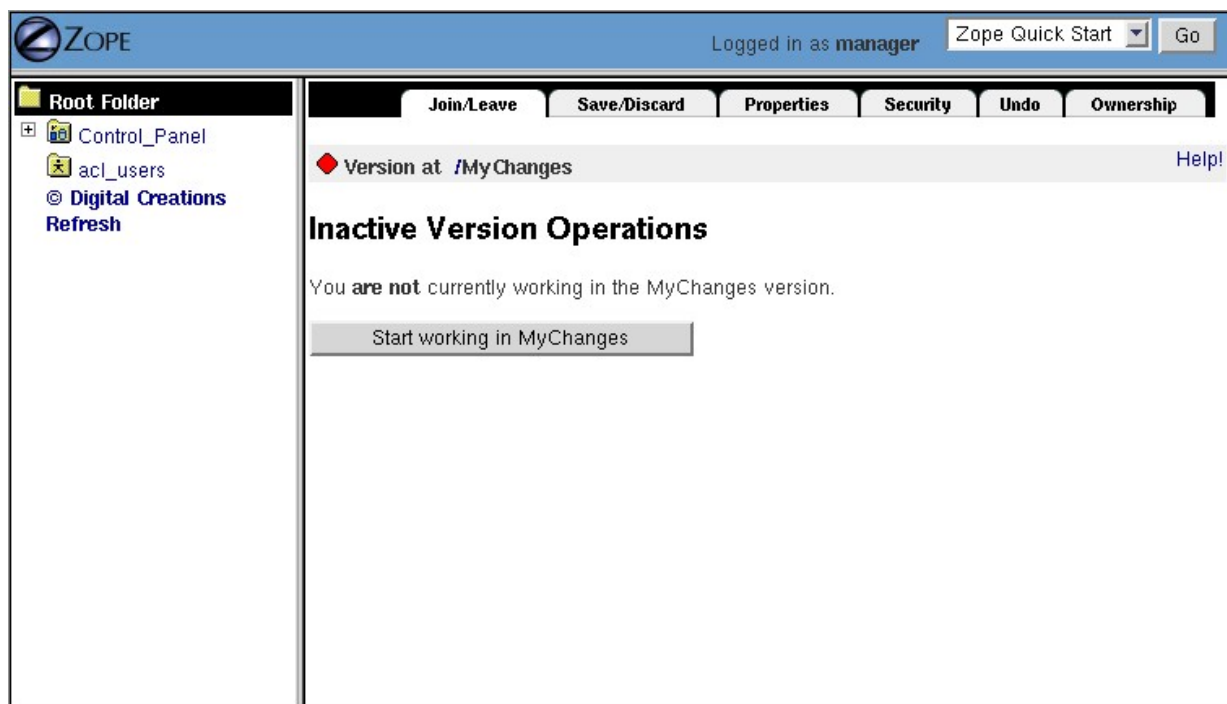 ZOPE
Logged in as manager
Zope Quick Start
Go
Root Folder
Control_Panel
acl_users
© Digital Creations
Refresh
Join/Leave Save/Discard Properties Security Undo Ownership
Version at /MyChanges
Help!
Inactive Version Operations
You are not currently working in the MyChanges version.
Start working in MyChanges